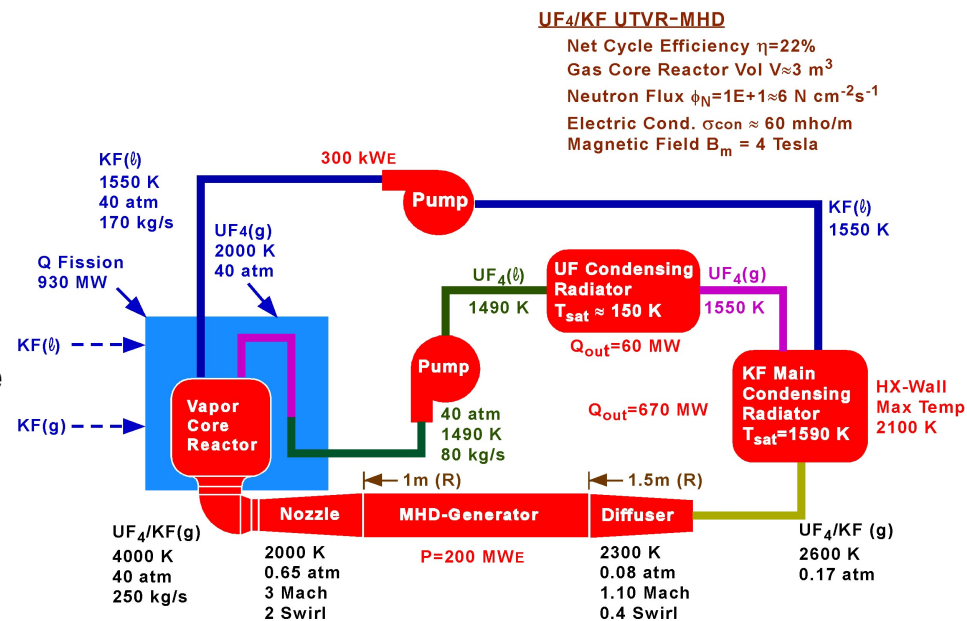 UF₄/KF UTVR-MHD
Net Cycle Efficiency η=22%
Gas Core Reactor Vol V≈3 m³
Neutron Flux ϕN=1E+1≈6 N cm⁻²s⁻¹
Electric Cond. σcon ≈ 60 mho/m
Magnetic Field Bm = 4 Tesla
KF(ℓ)
1550 K
40 atm
170 kg/s
300 kWE
Pump
KF(ℓ)
1550 K
UF4(g)
2000 K
40 atm
Q Fission
930 MW
UF₄(ℓ)
1490 K
UF Condensing
Radiator
Tsat ≈ 150 K
UF₄(g)
1550 K
Qout=60 MW
KF(ℓ)
KF(g)
Vapor
Core
Reactor
Pump
40 atm
1490 K
80 kg/s
Qout=670 MW
KF Main
Condensing
Radiator
Tsat=1590 K
HX-Wall
Max Temp
2100 K
e
1m (R)
1.5m (R)
Nozzle
MHD-Generator
Diffuser
UF₄/KF(g)
4000 K
40 atm
250 kg/s
2000 K
0.65 atm
3 Mach
2 Swirl
P=200 MWE
2300 K
0.08 atm
1.10 Mach
0.4 Swirl
UF₄/KF (g)
2600 K
0.17 atm